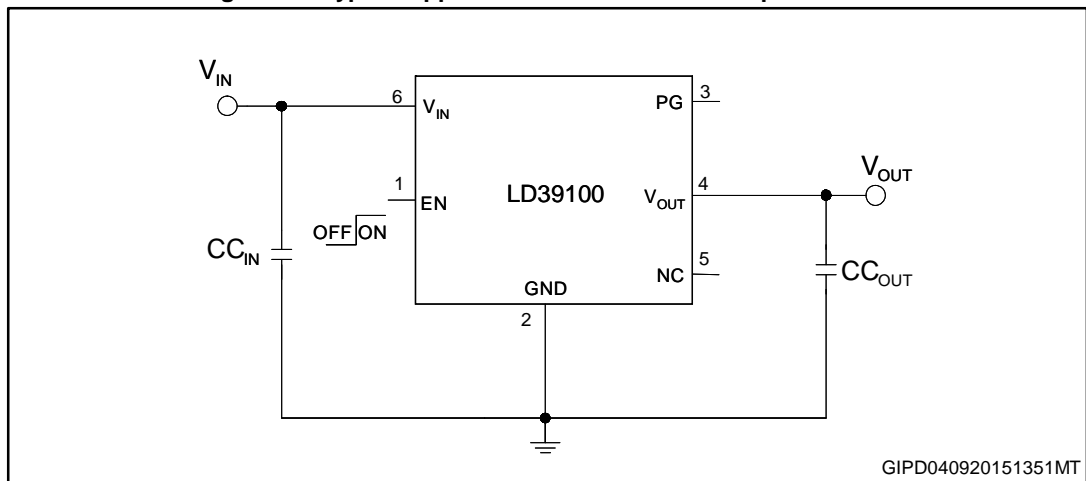 V_IN
6
V_IN
1
EN
OFF
ON
CC_IN
LD39100
PG
3
V_OUT
4
V_OUT
NC
5
CC_OUT
GND
2
GIPD040920151351MT